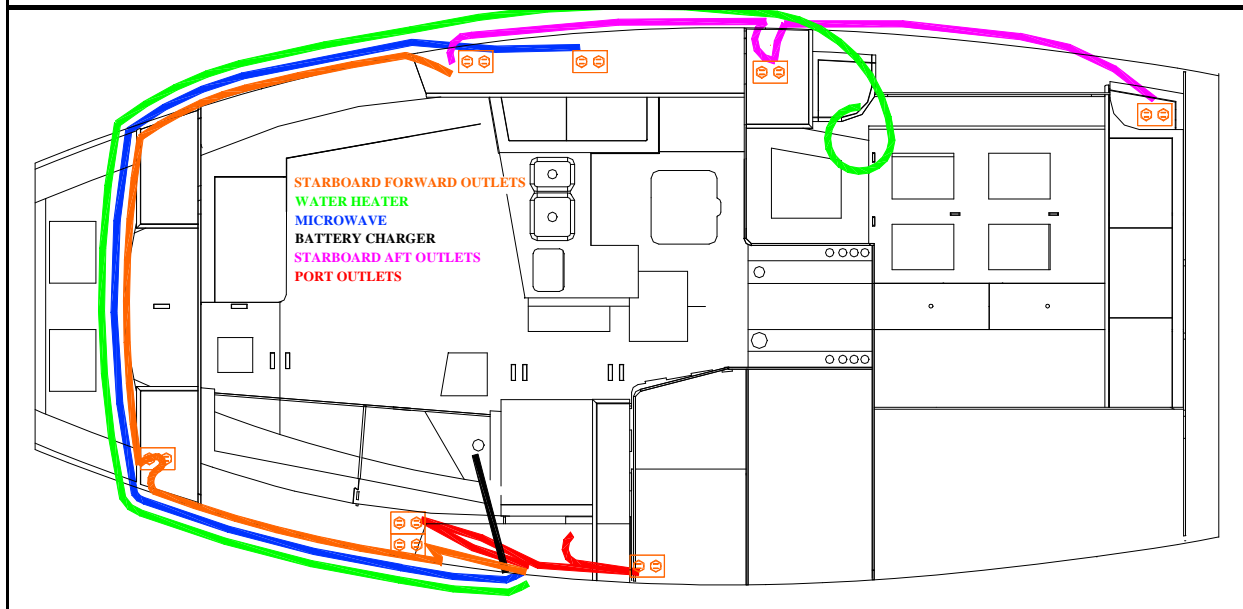 STARBOARD FORWARD OUTLETS
WATER HEATER
MICROWAVE
BATTERY CHARGER
STARBOARD AFT OUTLETS
PORT OUTLETS